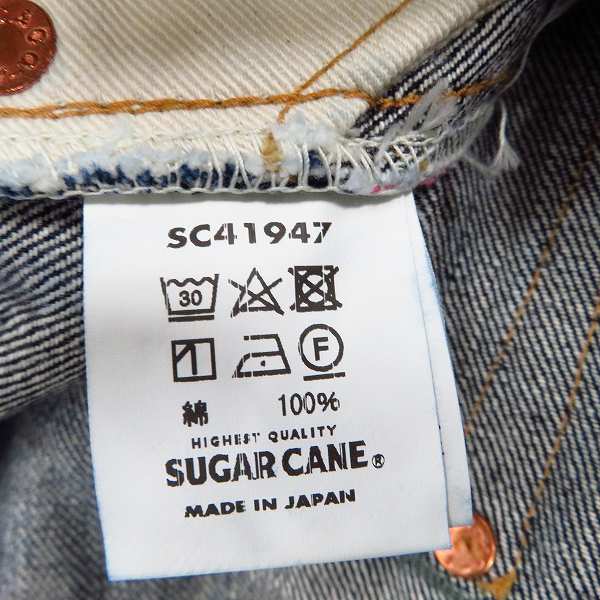 SC41947
30
F
綿 100%
HIGHEST QUALITY
SUGAR CANE®
MADE IN JAPAN